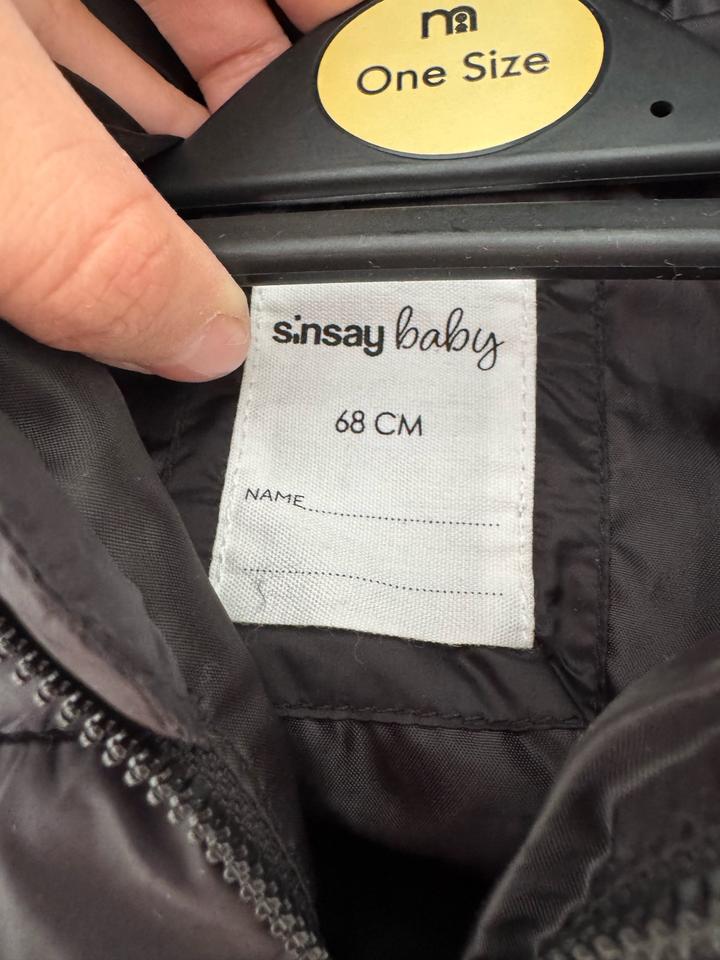 m
One Size
sinsay baby
68 CM
NAME